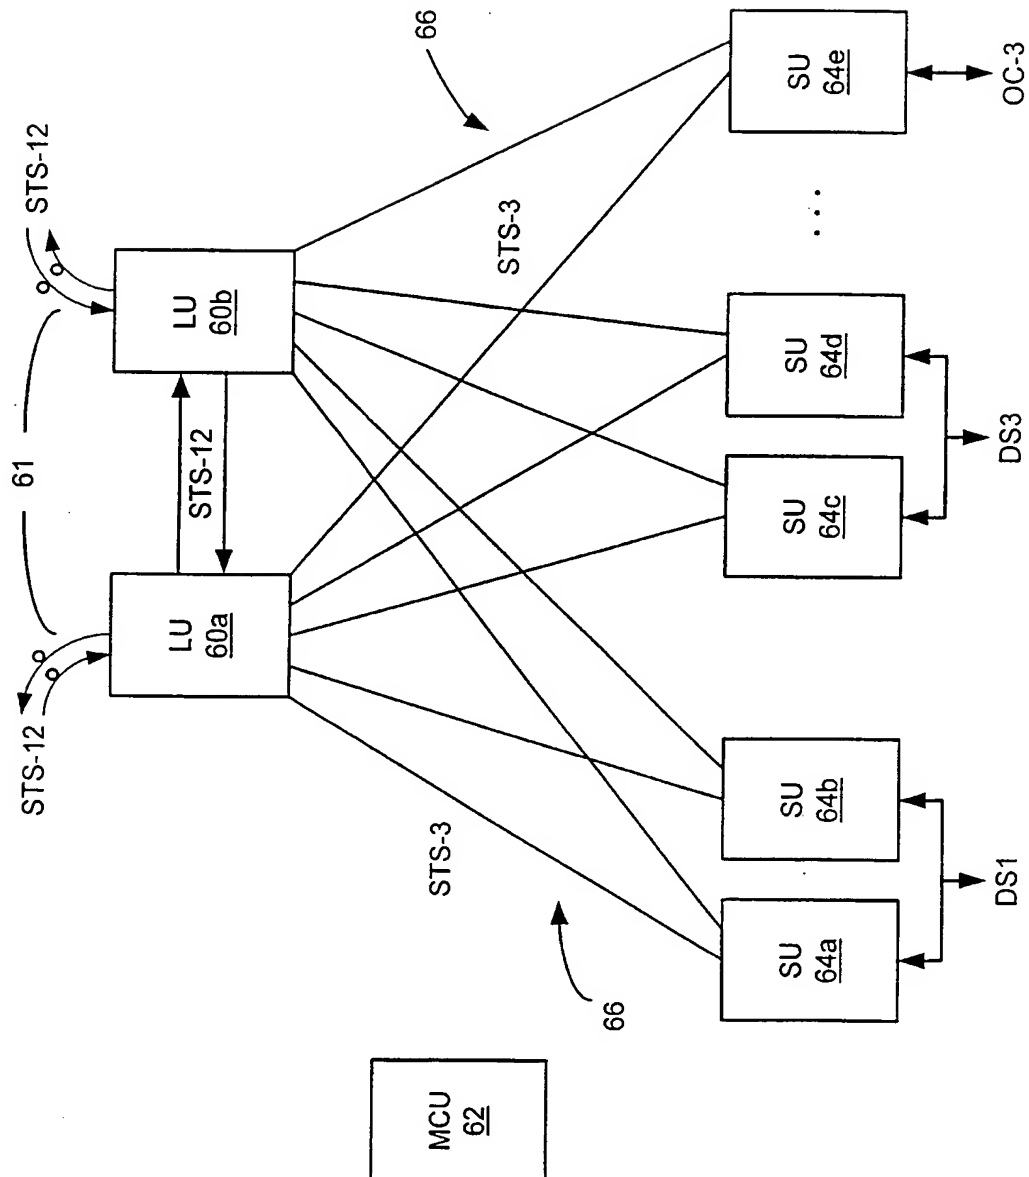 61
STS-12
STS-12
LU
60a
STS-12
LU
60b
66
STS-3
STS-3
66
MCU
62
SU
64a
SU
64b
SU
64c
SU
64d
...
SU
64e
DS1
DS3
OC-3